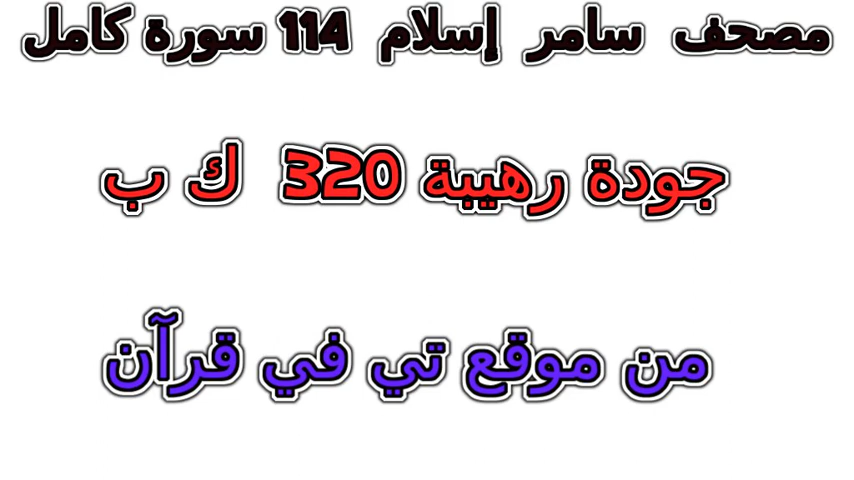 مصحف سامر إسلام 114 سورة كامل
جودة رهيبة 320 ك ب
من موقع تي في قرآن